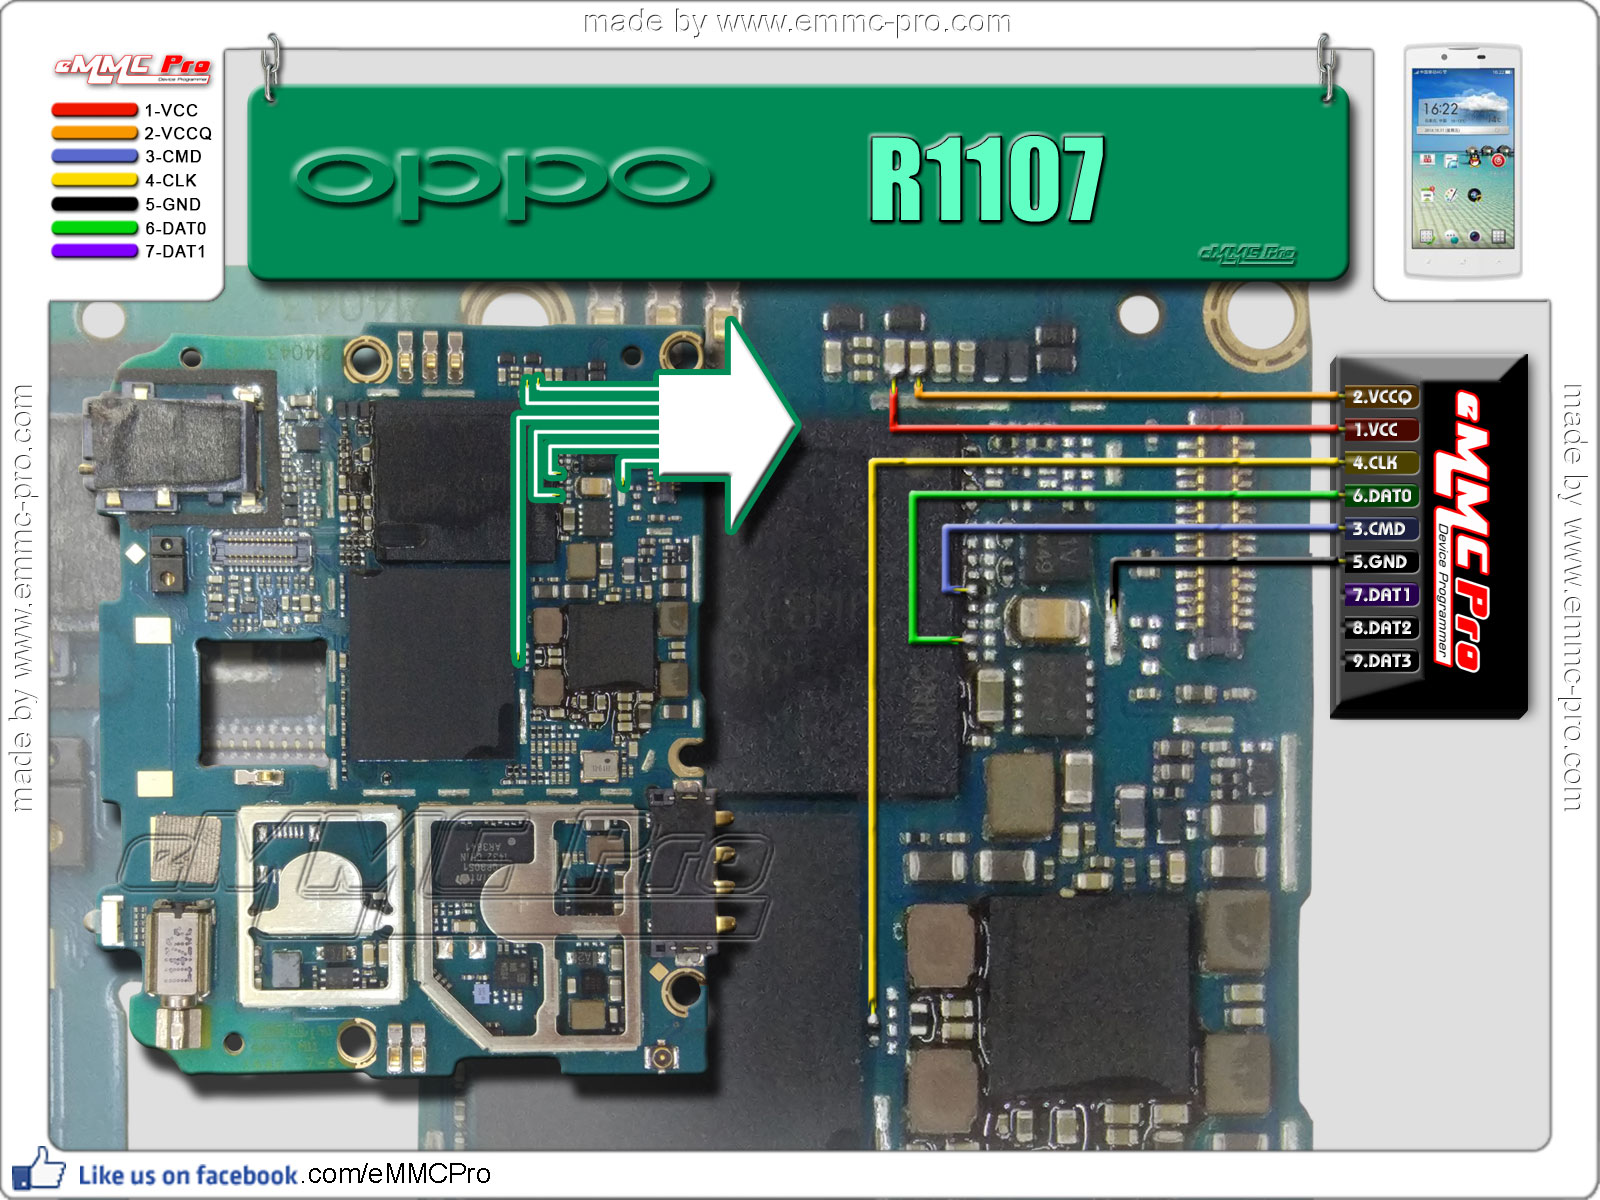 made by www.emmc-pro.com
eMMC Pro
Device Programmer
1-VCC
2-VCCQ
3-CMD
4-CLK
5-GND
6-DAT0
7-DAT1
oppo
R1107
eMMC Pro
16:22
2.VCCQ
1.VCC
4.CLK
6.DAT0
3.CMD
5.GND
7.DAT1
8.DAT2
9.DAT3
eMMC Pro
Device Programmer
made by www.emmc-pro.com
made by www.emmc-pro.com
eMMC Pro
Like us on facebook.com/eMMCPro